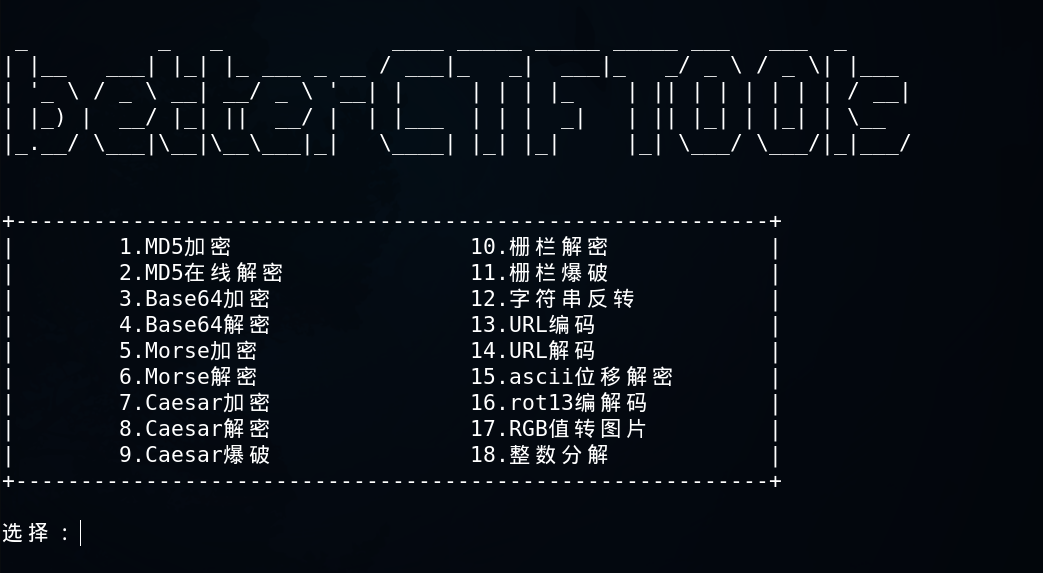 betterCTFTOOls
1.MD5加密 10.栅栏解密
2.MD5在线解密 11.栅栏爆破
3.Base64加密 12.字符串反转
4.Base64解密 13.URL编码
5.Morse加密 14.URL解码
6.Morse解密 15.ascii位移解密
7.Caesar加密 16.rot13编解码
8.Caesar解密 17.RGB值转图片
9.Caesar爆破 18.整数分解
选择：